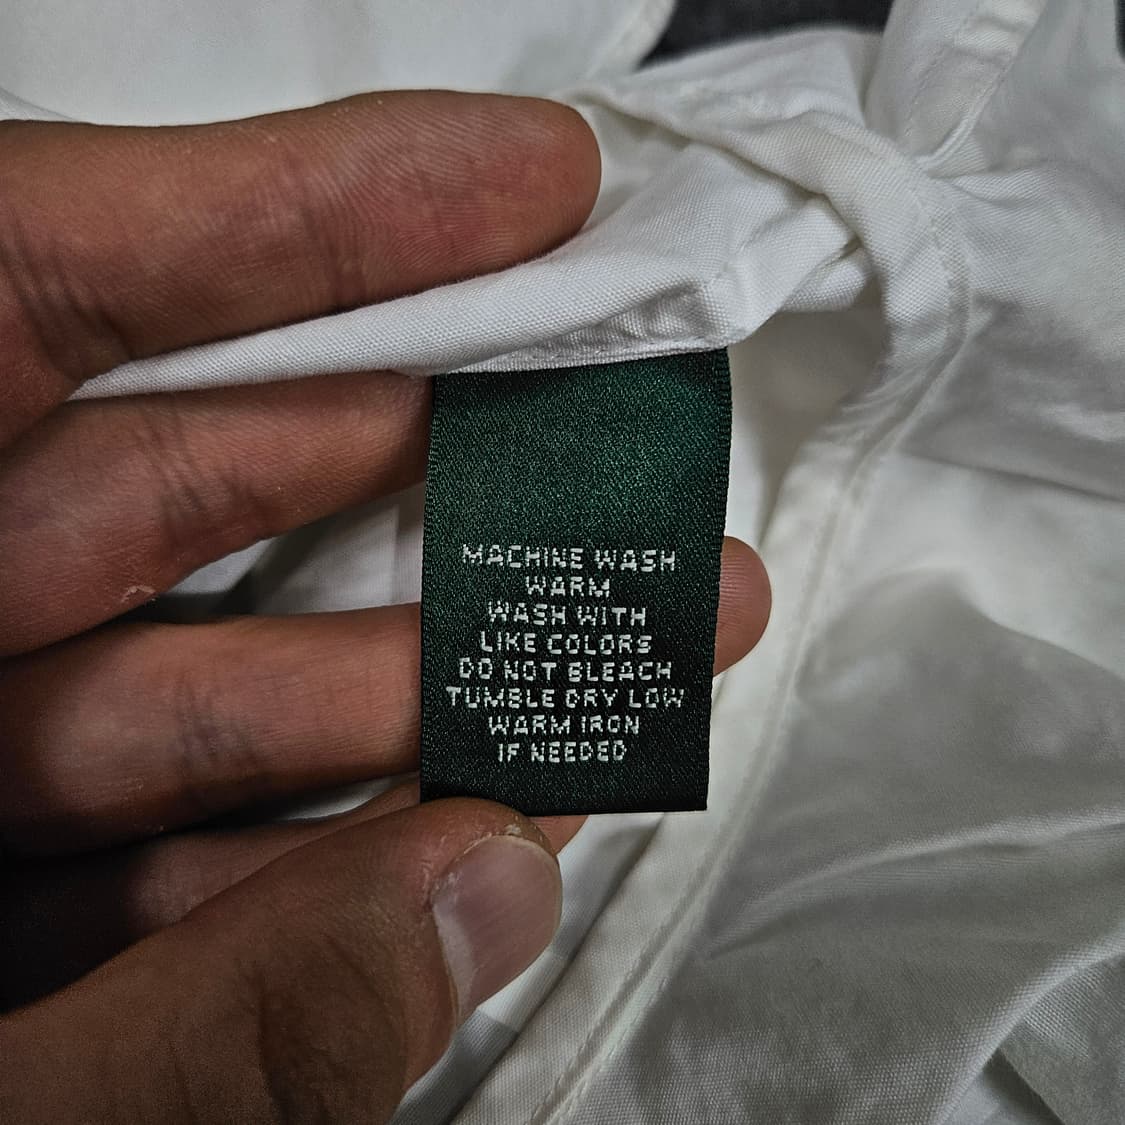 MACHINE WASH
WARM
WASH WITH
LIKE COLORS
DO NOT BLEACH
TUMBLE DRY LOW
WARM IRON
IF NEEDED